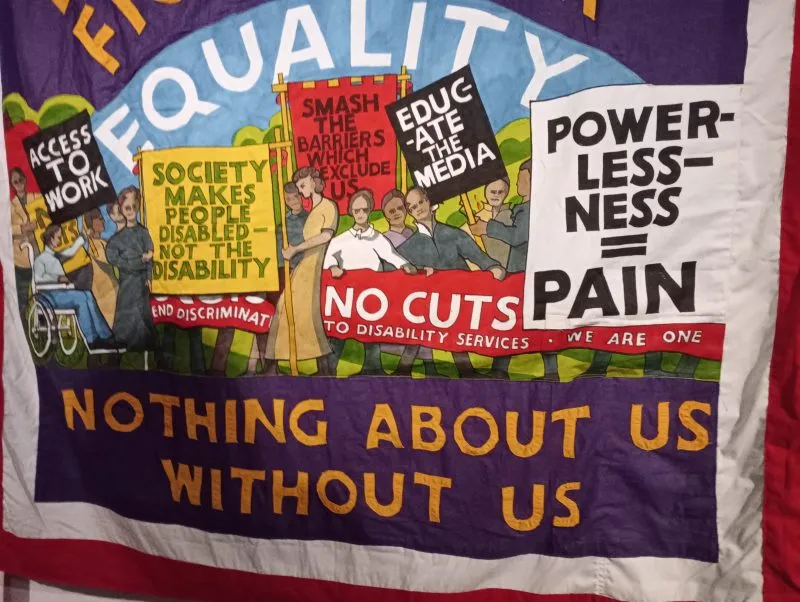 EQUALITY
ACCESS
TO
WORK
SOCIETY
MAKES
PEOPLE
DISABLED -
NOT THE
DISABILITY
SMASH
THE
BARRIERS
WHICH
EXCLUDE
US
EDUC-
-ATE
THE
MEDIA
POWER-
LESS-
NESS
=
PAIN
END DISCRIMINAT
NO CUTS
TO DISABILITY SERVICES · WE ARE ONE
NOTHING ABOUT US
WITHOUT US